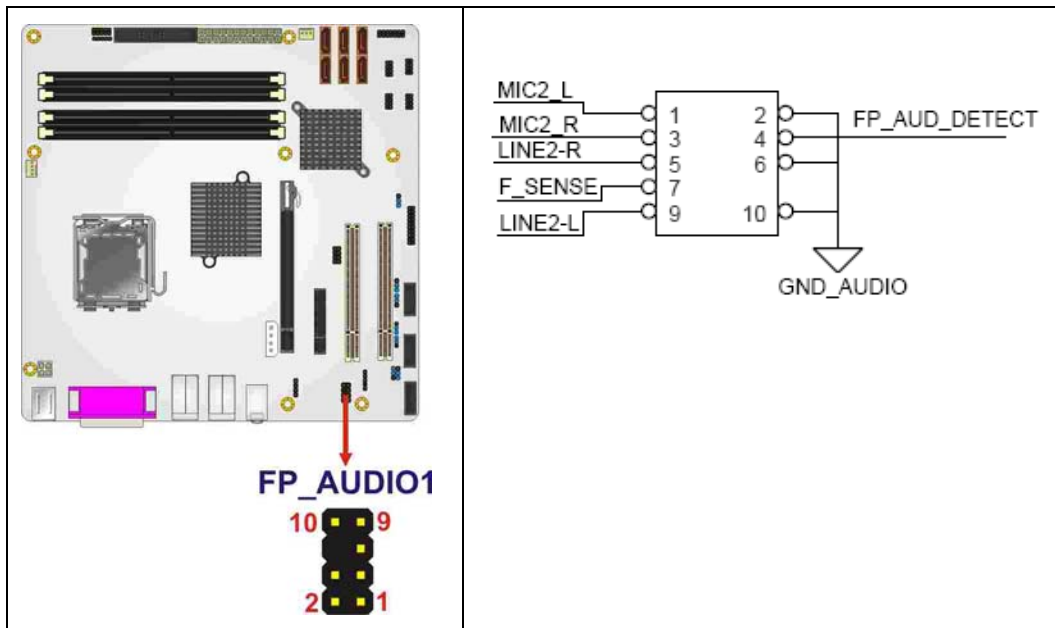 FP_AUDIO1
10 9
2 1
MIC2_L
MIC2_R
LINE2-R
F_SENSE
LINE2-L
1 2
3 4
5 6
7
9 10
FP_AUD_DETECT
GND_AUDIO